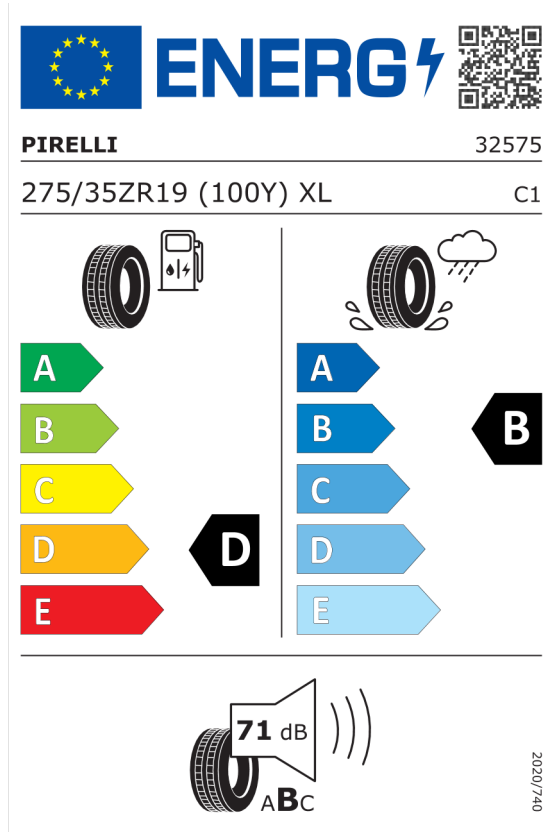 ENERG
PIRELLI 32575
275/35ZR19 (100Y) XL C1
A A
B B B
C C
D D D
E E
71 dB
ABC
2020/740